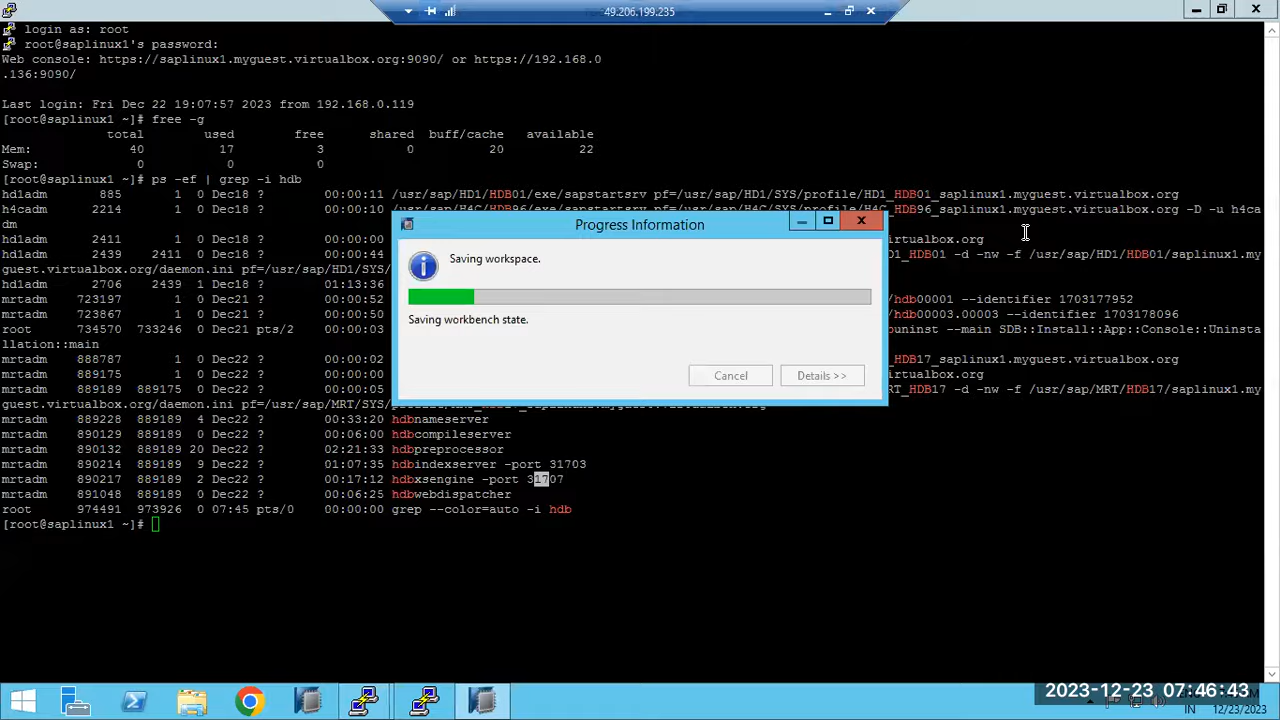 49.206.199.235
login as: root
root@saplinux1's password:
Web console: https://saplinux1.myguest.virtualbox.org:9090/ or https://192.168.0
.136:9090/
Last login: Fri Dec 22 19:07:57 2023 from 192.168.0.119
[root@saplinux1 ~]# free -g
total used free shared buff/cache available
Mem: 40 17 3 0 20 22
Swap: 0 0 0
[root@saplinux1 ~]# ps -ef | grep -i hdb
hd1adm 885 1 0 Dec18 ? 00:00:11 /usr/sap/HD1/HDB01/exe/sapstartsrv pf=/usr/sap/HD1/SYS/profile/HD1_HDB01_saplinux1.myguest.virtualbox.org
h4cadm 2214 1 0 Dec18 ? 00:00:04 /usr/sap/H4C/HDB96/exe/sapstartsrv pf=/usr/sap/H4C/SYS/profile/H4C_HDB96_saplinux1.myguest.virtualbox.org -D -u h4ca
dm
hd1adm 2411 1 0 Dec18 ? 00:00:00 irtualbox.org
hd1adm 2439 2411 0 Dec18 ? 00:00:44 1_HDB01 -d -nw -f /usr/sap/HD1/HDB01/saplinux1.my
guest.virtualbox.org/daemon.ini pf=/usr/sap/HD1/SYS/
hd1adm 2706 2439 1 Dec18 ? 01:13:36
mrtadm 723197 1 0 Dec21 ? 00:00:52 /hdb00001 --identifier 1703177952
mrtadm 723867 1 0 Dec21 ? 00:00:50 /hdb00003.00003 --identifier 1703178096
root 734570 733246 0 Dec21 pts/2 00:00:03 buninst --main SDB::Install::App::Console::Uninsta
llation::main
mrtadm 888787 1 0 Dec22 ? 00:00:02 _HDB17_saplinux1.myguest.virtualbox.org
mrtadm 889175 1 0 Dec22 ? 00:00:00 irtualbox.org
mrtadm 889189 889175 0 Dec22 ? 00:00:05 T_HDB17 -d -nw -f /usr/sap/MRT/HDB17/saplinux1.my
guest.virtualbox.org/daemon.ini pf=/usr/sap/MRT/SYS/
mrtadm 889228 889189 4 Dec22 ? 00:33:20 hdbnameserver
mrtadm 890129 889189 0 Dec22 ? 00:06:00 hdbcompileserver
mrtadm 890132 889189 20 Dec22 ? 02:21:33 hdbpreprocessor
mrtadm 890214 889189 9 Dec22 ? 01:07:35 hdbindexserver -port 31703
mrtadm 890217 889189 2 Dec22 ? 00:17:12 hdbxsengine -port 31707
mrtadm 891048 889189 0 Dec22 ? 00:06:25 hdbwebdispatcher
root 974491 973926 0 07:45 pts/0 00:00:00 grep --color=auto -i hdb
[root@saplinux1 ~]#
Progress Information
Saving workspace.
Saving workbench state.
Cancel Details >>
2023-12-23 07:46:43
IN 12/23/2023